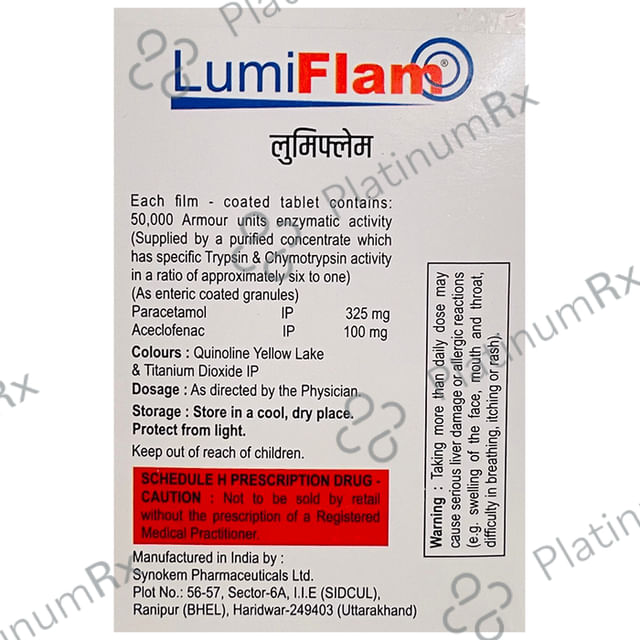 LumiFlam®
लुमिफ्लेम
Each film - coated tablet contains:
50,000 Armour units enzymatic activity
(Supplied by a purified concentrate which
has specific Trypsin & Chymotrypsin activity
in a ratio of approximately six to one)
(As enteric coated granules)
Paracetamol IP 325 mg
Aceclofenac IP 100 mg
Colours : Quinoline Yellow Lake
& Titanium Dioxide IP
Dosage : As directed by the Physician.
Storage : Store in a cool, dry place.
Protect from light.
Keep out of reach of children.
SCHEDULE H PRESCRIPTION DRUG -
CAUTION : Not to be sold by retail
without the prescription of a Registered
Medical Practitioner.
Manufactured in India by :
Synokem Pharmaceuticals Ltd.
Plot No.: 56-57, Sector-6A, I.I.E (SIDCUL),
Ranipur (BHEL), Haridwar-249403 (Uttarakhand)
Warning : Taking more than daily dose may
cause serious liver damage or allergic reactions
(e.g. swelling of the face, mouth and throat,
difficulty in breathing, itching or rash).
PlatinumRx
PlatinumRx
PlatinumRx
PlatinumRx
Rx
tinumRx